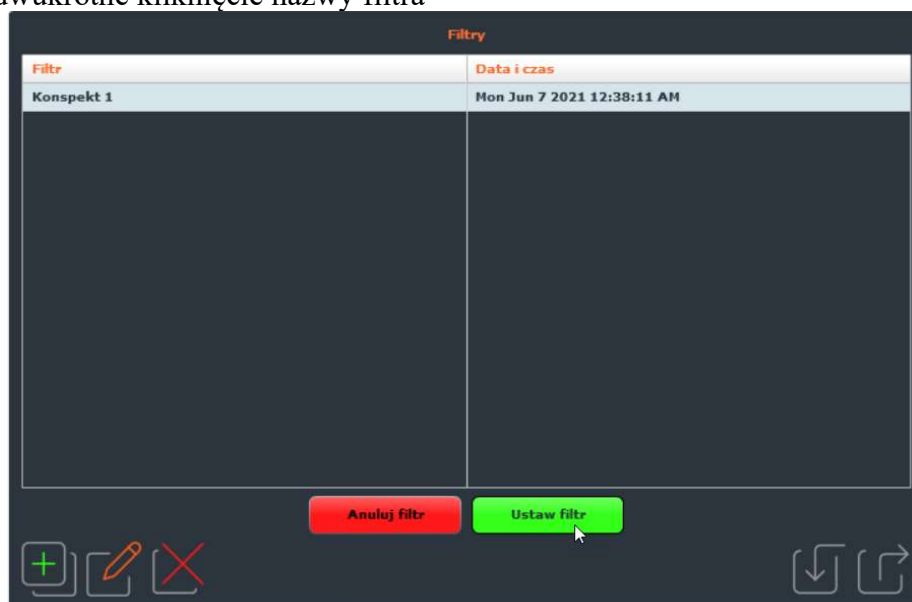 dwukrotne kliknięcie nazwy filtra
Filtry
Filtr Data i czas
Konspekt 1 Mon Jun 7 2021 12:38:11 AM
Anuluj filtr Ustaw filtr